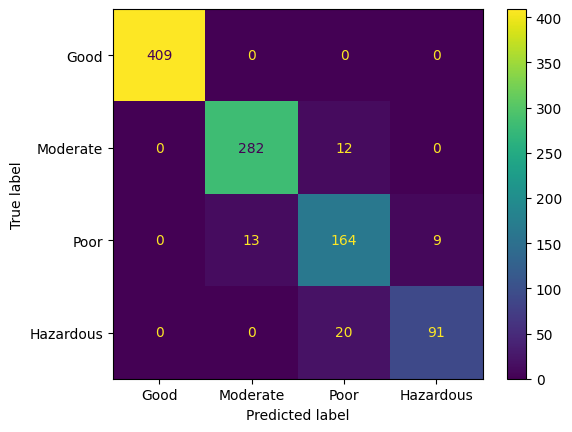 Good 409 0 0 0
Moderate 0 282 12 0
Poor 0 13 164 9
Hazardous 0 0 20 91
Good Moderate Poor Hazardous
Predicted label
True label
400
350
300
250
200
150
100
50
0